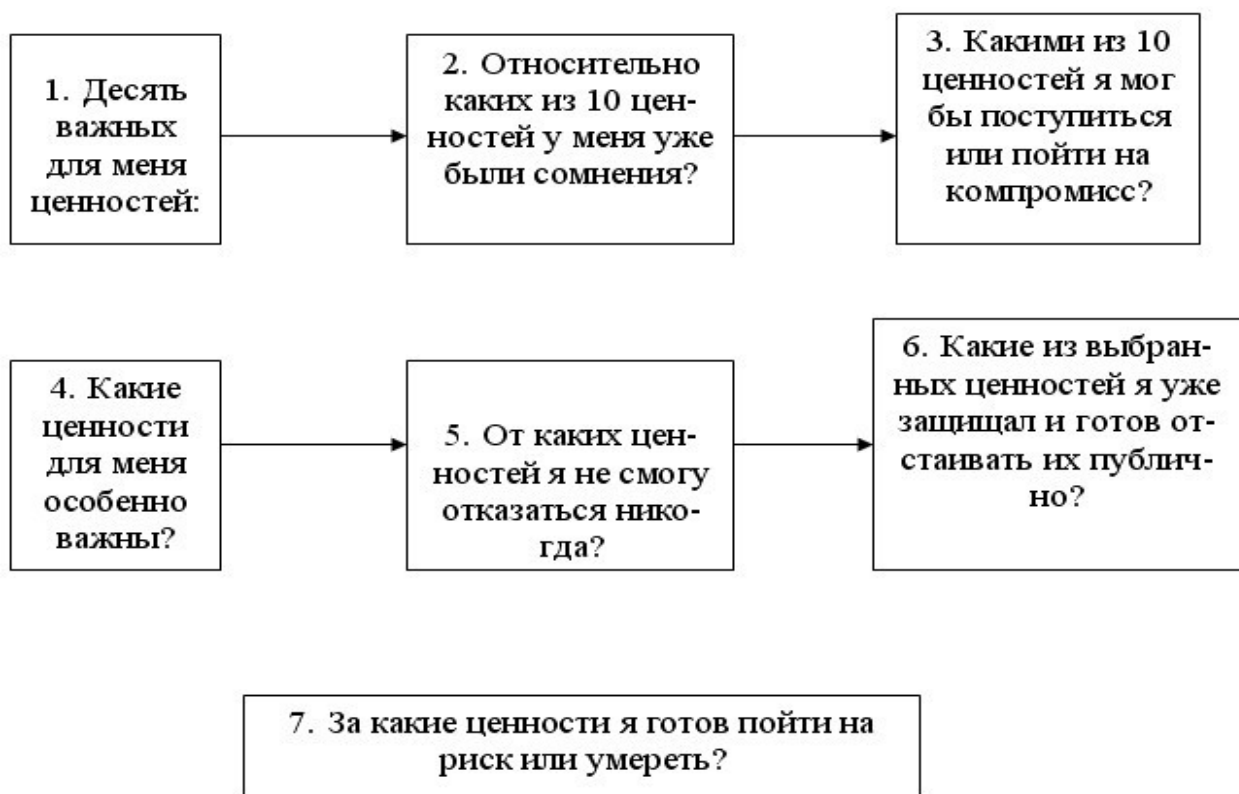 1. Десять
важных
для меня
ценностей:
2. Относительно
каких из 10 цен-
ностей у меня уже
были сомнения?
3. Какими из 10
ценностей я мог
бы поступиться
или пойти на
компромисс?
4. Какие
ценности
для меня
особенно
важны?
5. От каких цен-
ностей я не смогу
отказаться нико-
гда?
6. Какие из выбран-
ных ценностей я уже
защищал и готов от-
стаивать их публич-
но?
7. За какие ценности я готов пойти на
риск или умереть?